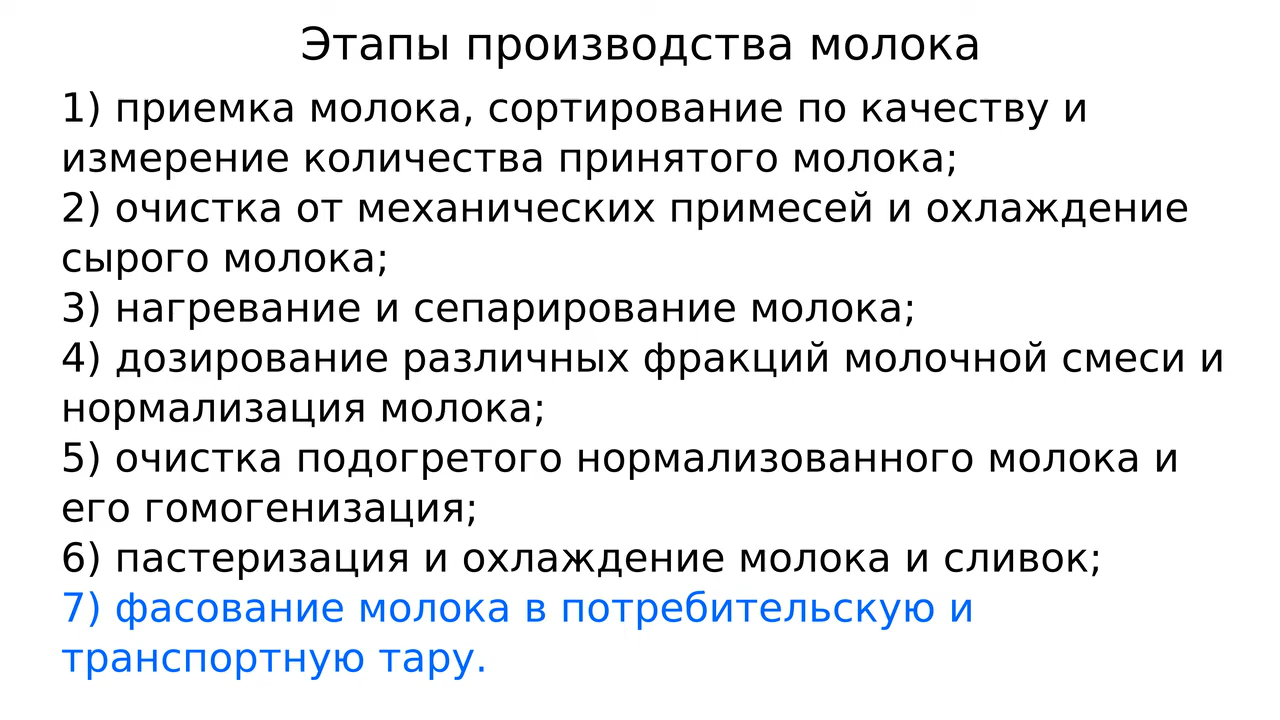 Этапы производства молока
1) приемка молока, сортирование по качеству и
измерение количества принятого молока;
2) очистка от механических примесей и охлаждение
сырого молока;
3) нагревание и сепарирование молока;
4) дозирование различных фракций молочной смеси и
нормализация молока;
5) очистка подогретого нормализованного молока и
его гомогенизация;
6) пастеризация и охлаждение молока и сливок;
7) фасование молока в потребительскую и
транспортную тару.